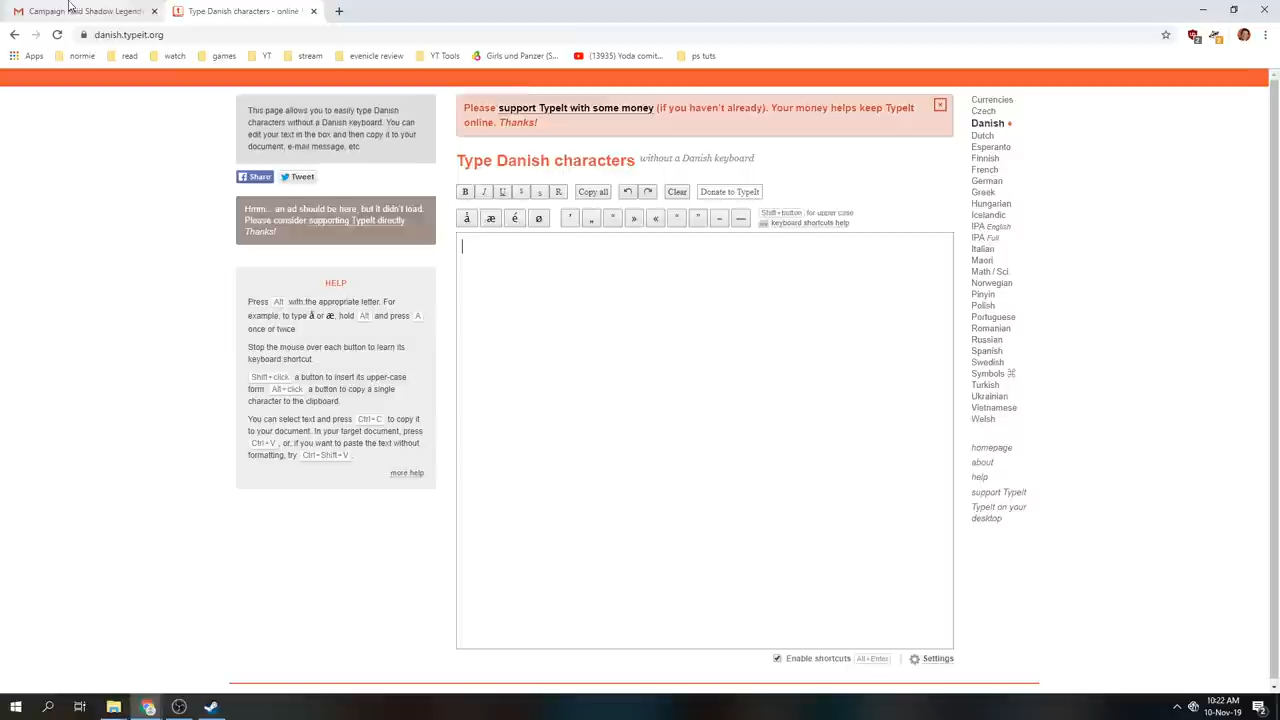 Campaign
Raid Shadow Legend
Type Danish characters - online
danish.typeit.org
Apps
normie
read
watch
games
YT
stream
evenicle review
YT Tools
Girls und Panzer (S...
(13935) Yoda comit...
ps tuts
This page allows you to easily type Danish
characters without a Danish keyboard. You can
edit your text in the box and then copy it to your
document, e-mail message, etc
Share
Tweet
Hmm... an ad should be here, but it didn't load.
Please consider supporting TypeIt directly
Thanks!
HELP
Press Alt with the appropriate letter. For
example, to type å or æ, hold Alt and press A
once or twice
Stop the mouse over each button to learn its
keyboard shortcut.
Shift+click a button to insert its upper-case
form Alt+click a button to copy a single
character to the clipboard.
You can select text and press Ctrl+C to copy it
to your document. In your target document, press
Ctrl+V, or, if you want to paste the text without
formatting, try Ctrl+Shift+V.
more help
Please support TypeIt with some money (if you haven't already). Your money helps keep TypeIt
online. Thanks!
Type Danish characters without a Danish keyboard
B I U S S R Copy all Clear Donate to TypeIt
å æ é ø ’ „ “ » « “ ” – —
Shift+button for upper case
keyboard shortcuts help
Enable shortcuts Alt+Enter | Settings
Currencies
Czech
Danish
Dutch
Esperanto
Finnish
French
German
Greek
Hungarian
Icelandic
IPA English
IPA Full
Italian
Maori
Math / Sci.
Norwegian
Pinyin
Polish
Portuguese
Romanian
Russian
Spanish
Swedish
Symbols ⌘
Turkish
Ukrainian
Vietnamese
Welsh
homepage
about
help
support TypeIt
TypeIt on your
desktop
10:22 AM
10-Nov-19